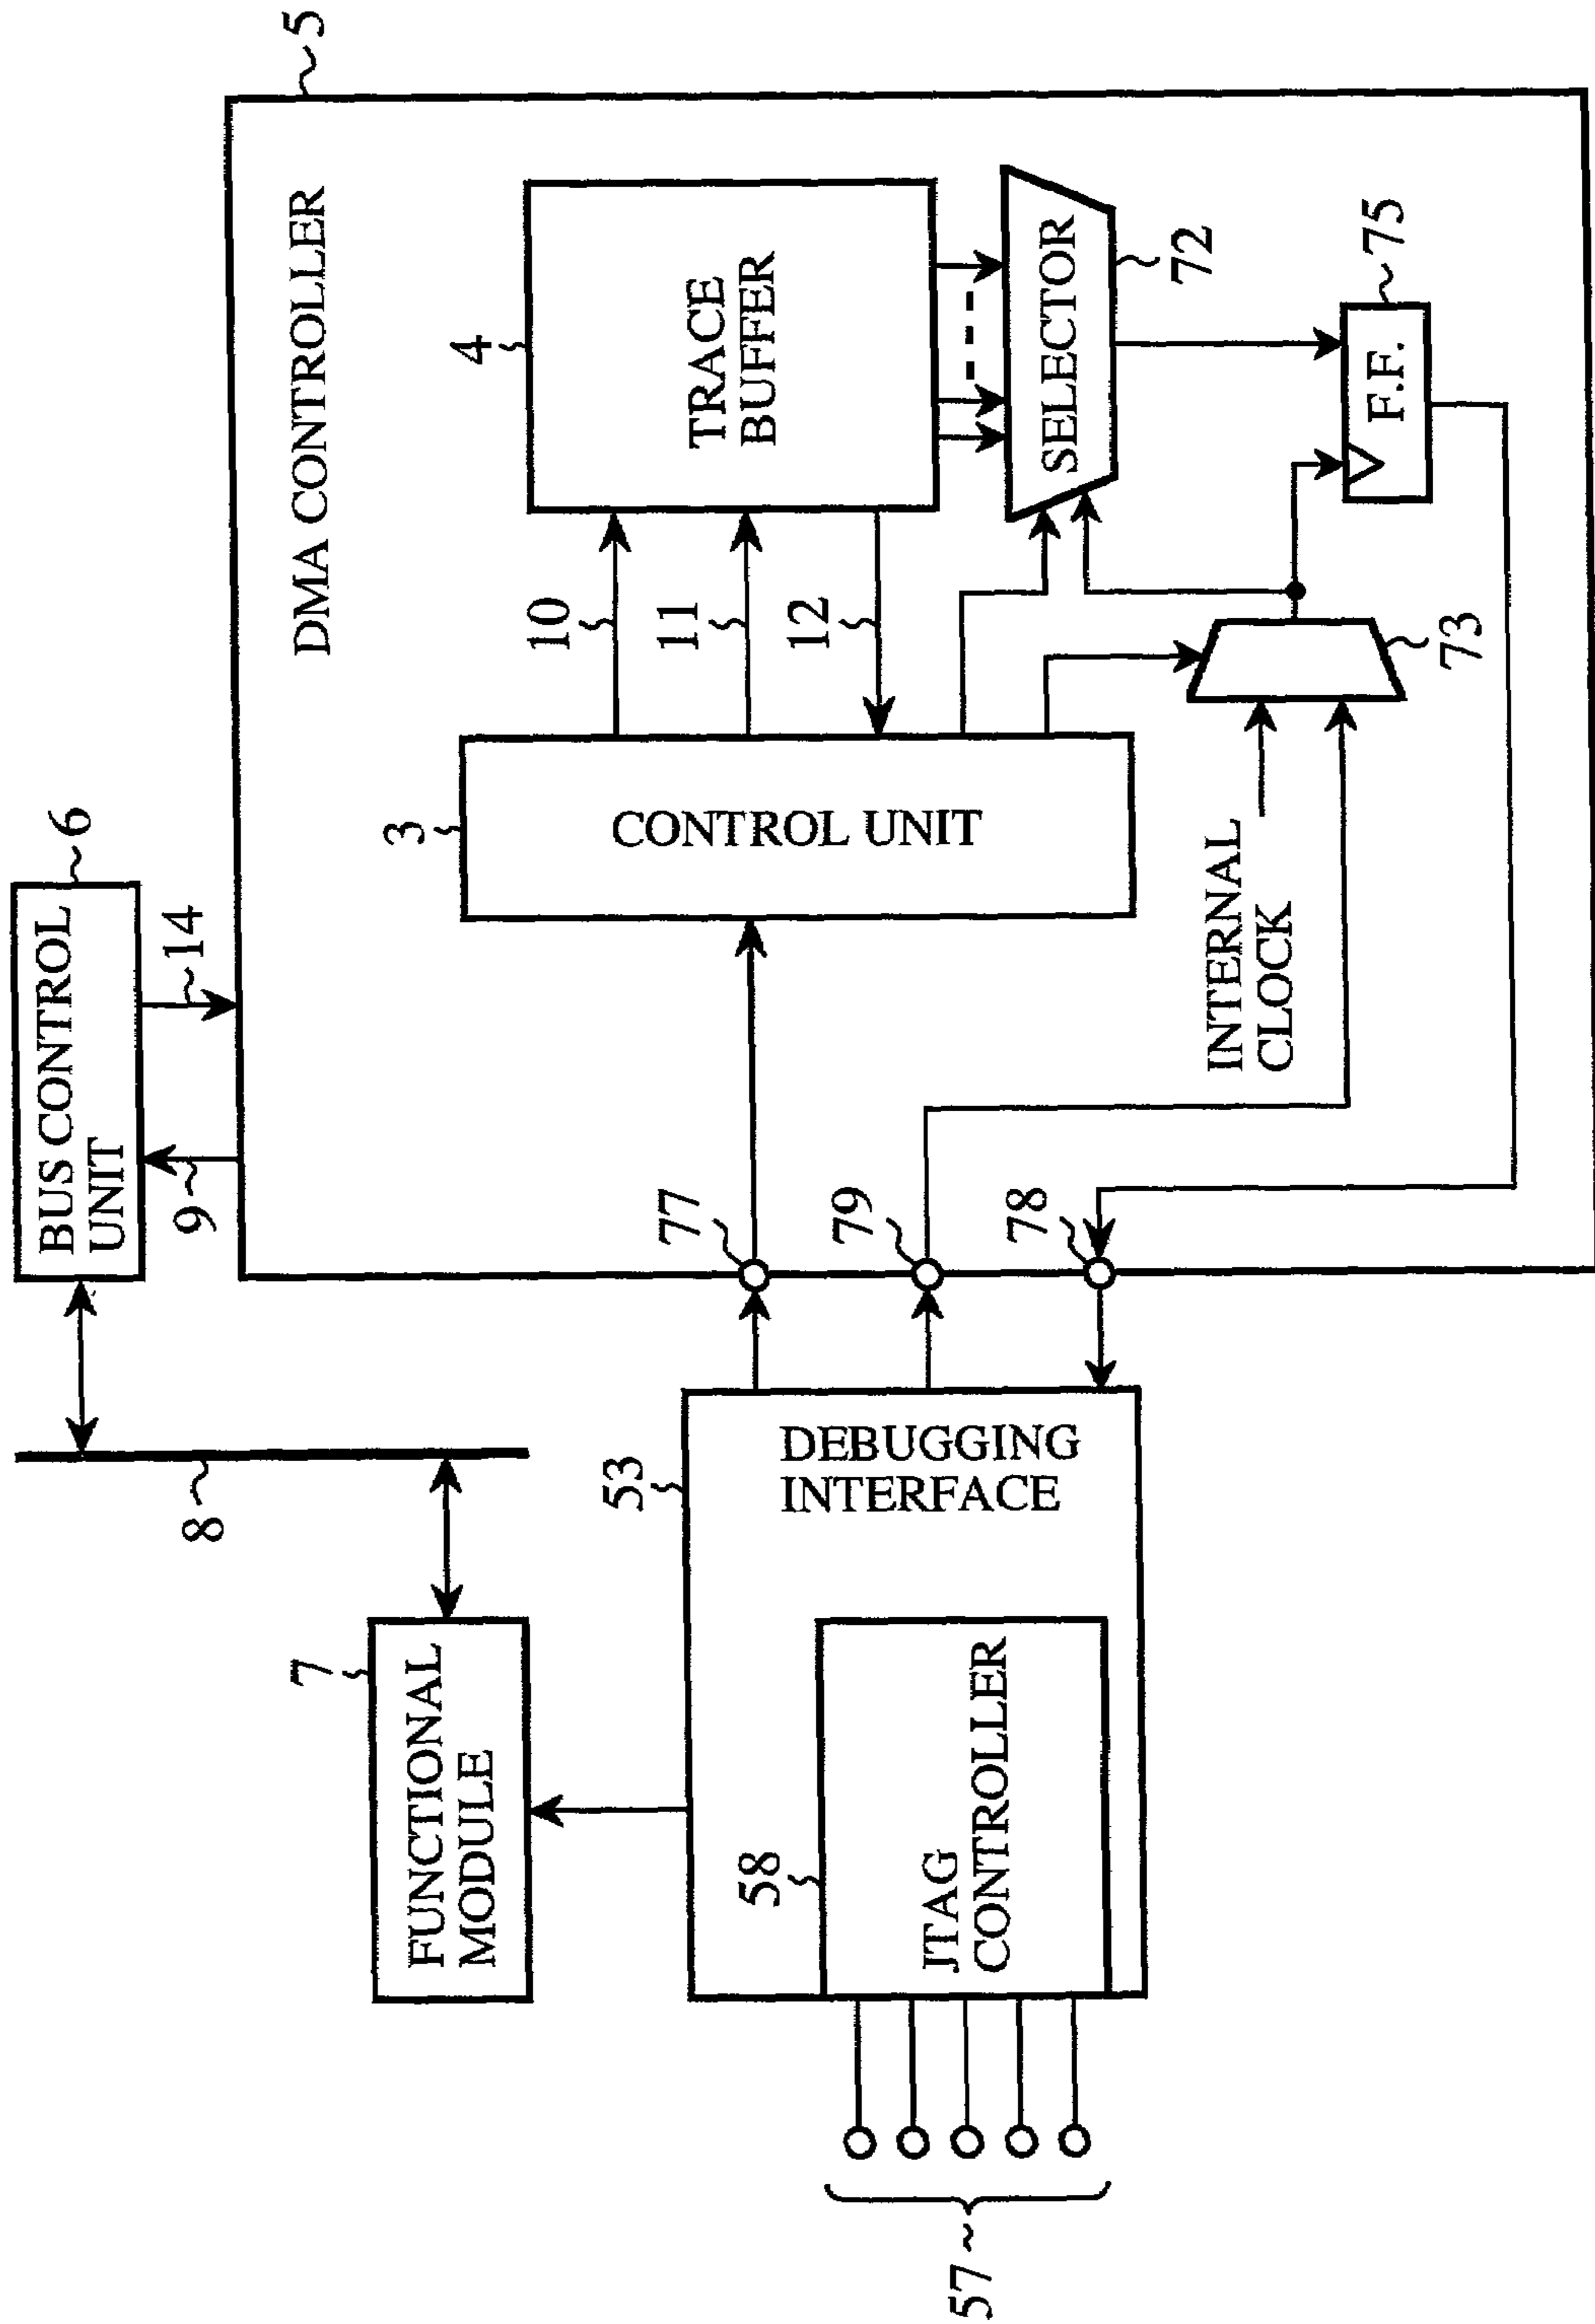 BUS CONTROL
UNIT
6
9
14
8
5
DMA CONTROLLER
7
FUNCTIONAL
MODULE
3
CONTROL UNIT
4
TRACE
BUFFER
10
11
12
53
DEBUGGING
INTERFACE
58
JTAG
CONTROLLER
57
77
79
78
SELECTOR
72
INTERNAL
CLOCK
73
F.F.
75